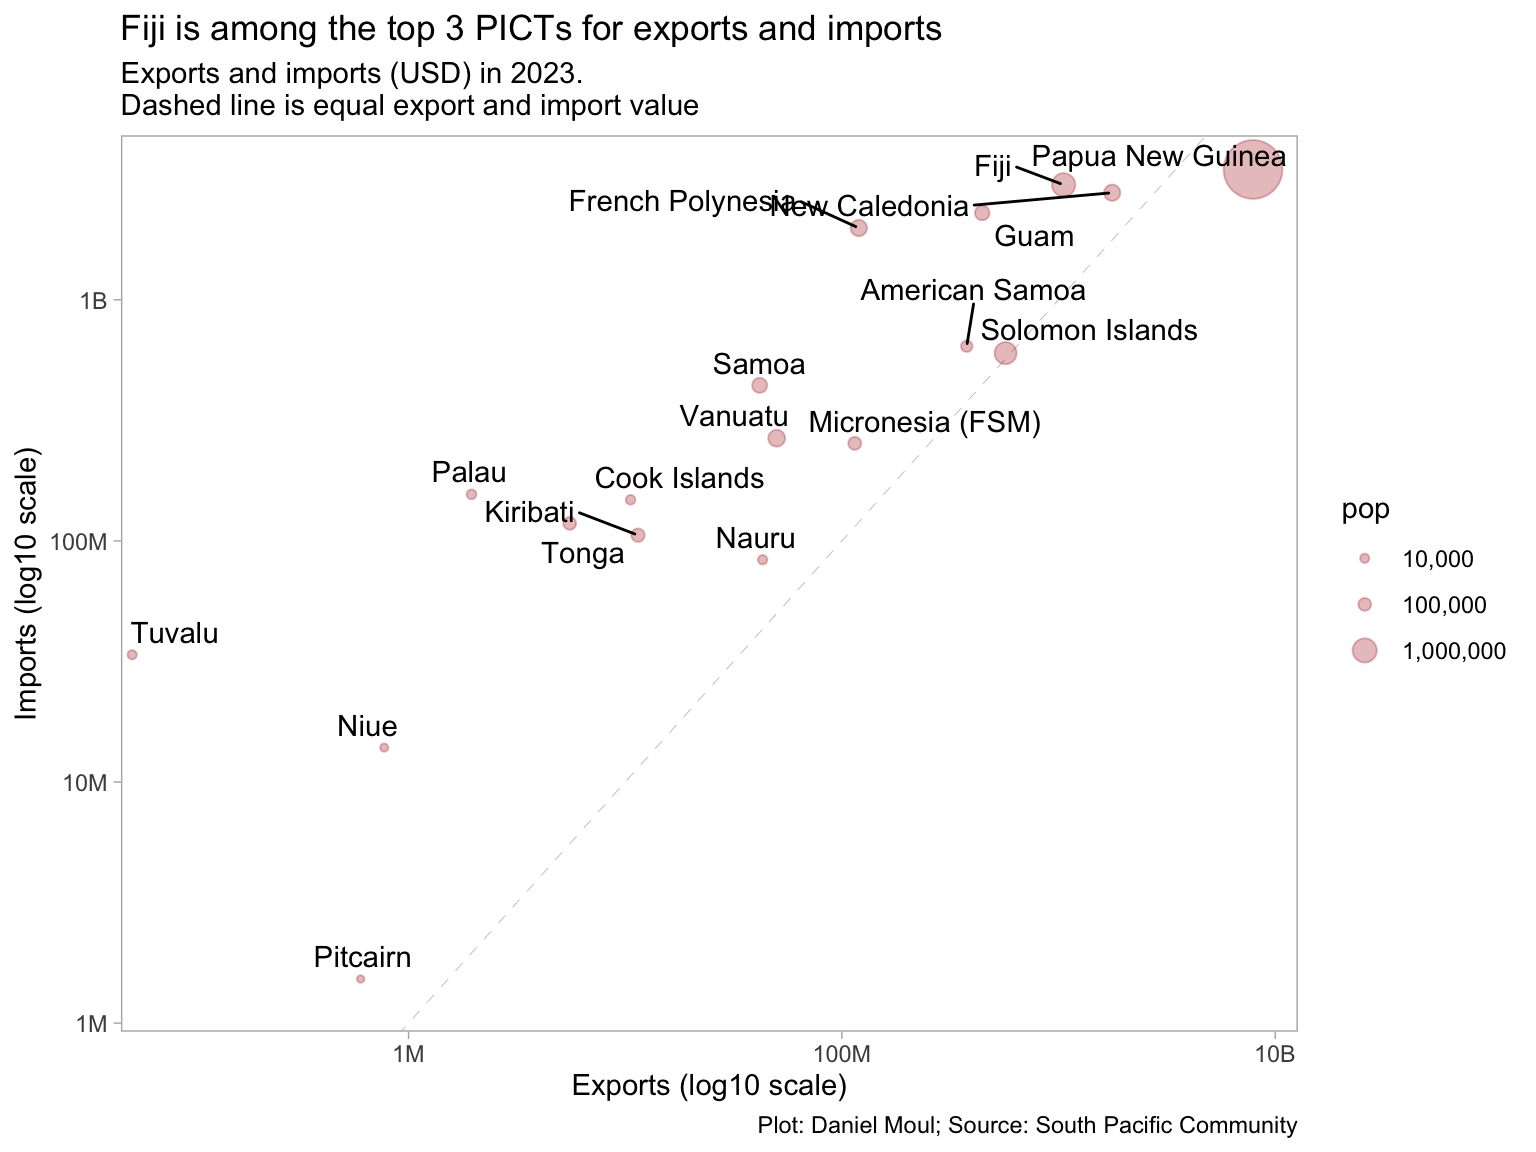 Fiji is among the top 3 PICTs for exports and imports
Exports and imports (USD) in 2023.
Dashed line is equal export and import value
Papua New Guinea
Fiji
French Polynesia
New Caledonia
Guam
American Samoa
Solomon Islands
Samoa
Vanuatu
Micronesia (FSM)
Palau
Cook Islands
Kiribati
Nauru
Tonga
Tuvalu
Niue
Pitcairn
1B
100M
10M
1M
Imports (log10 scale)
pop
10,000
100,000
1,000,000
1M
100M
10B
Exports (log10 scale)
Plot: Daniel Moul; Source: South Pacific Community